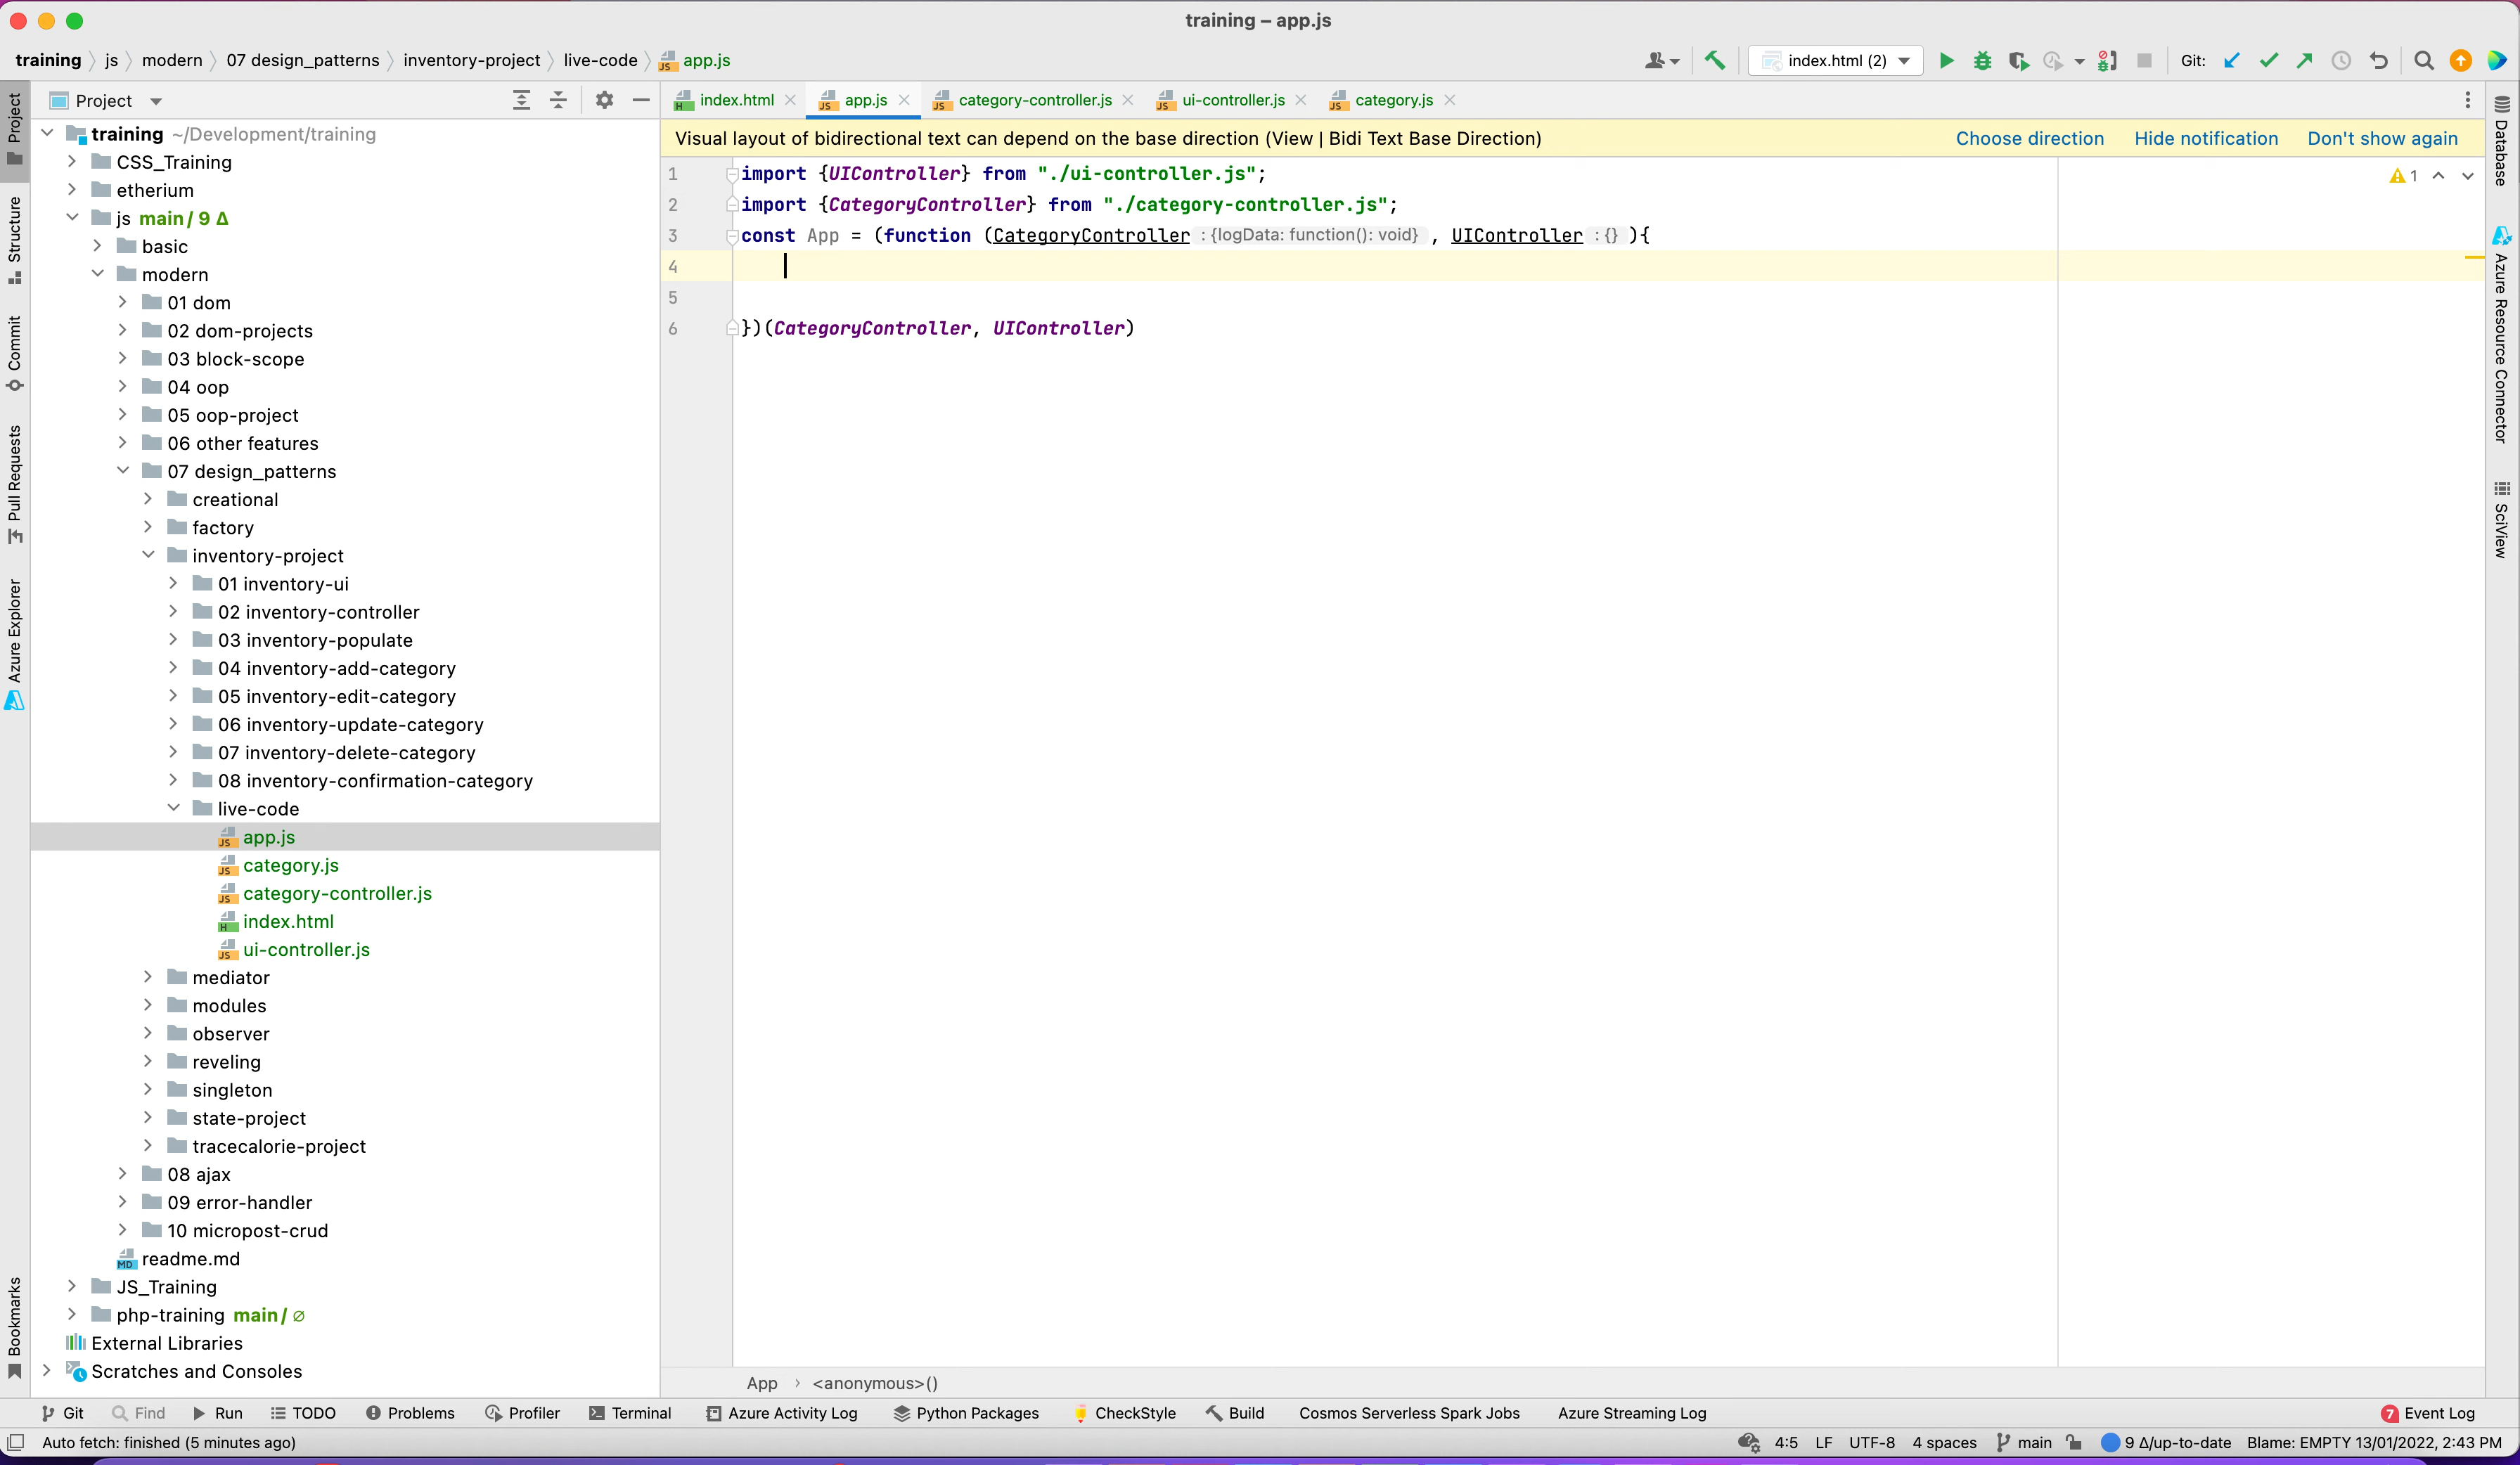 training – app.js
training js modern 07 design_patterns inventory-project live-code app.js
index.html (2) Git:
Project
index.html app.js category-controller.js ui-controller.js category.js
Visual layout of bidirectional text can depend on the base direction (View | Bidi Text Base Direction) Choose direction Hide notification Don't show again
training ~/Development/training
CSS_Training
etherium
js main / 9 Δ
basic
modern
01 dom
02 dom-projects
03 block-scope
04 oop
05 oop-project
06 other features
07 design_patterns
creational
factory
inventory-project
01 inventory-ui
02 inventory-controller
03 inventory-populate
04 inventory-add-category
05 inventory-edit-category
06 inventory-update-category
07 inventory-delete-category
08 inventory-confirmation-category
live-code
app.js
category.js
category-controller.js
index.html
ui-controller.js
mediator
modules
observer
reveling
singleton
state-project
tracecalorie-project
08 ajax
09 error-handler
10 micropost-crud
readme.md
JS_Training
php-training main / ∅
External Libraries
Scratches and Consoles
1 import {UIController} from "./ui-controller.js";
2 import {CategoryController} from "./category-controller.js";
3 const App = (function (CategoryController : {logData: function(): void} , UIController : {} ){
4
5
6 })(CategoryController, UIController)
1
App <anonymous>()
Project
Structure
Commit
Pull Requests
Azure Explorer
Bookmarks
Database
Azure Resource Connector
SciView
Git Find Run TODO Problems Profiler Terminal Azure Activity Log Python Packages CheckStyle Build Cosmos Serverless Spark Jobs Azure Streaming Log 7 Event Log
Auto fetch: finished (5 minutes ago) 4:5 LF UTF-8 4 spaces main 9 Δ/up-to-date Blame: EMPTY 13/01/2022, 2:43 PM